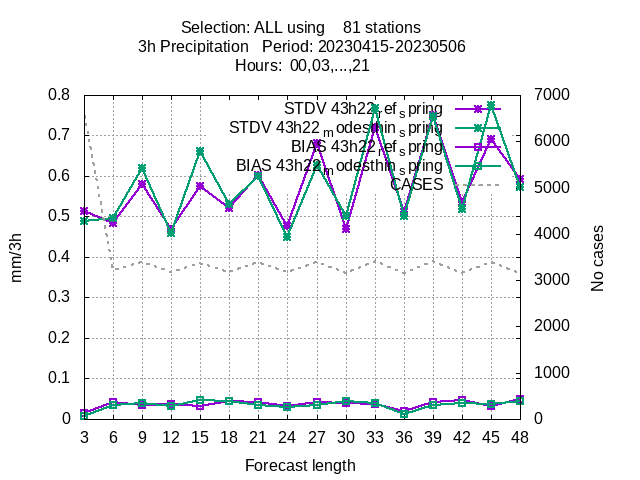 Selection: ALL using    81 stations
3h Precipitation   Period: 20230415-20230506
Hours:  00,03,...,21
0.8
0.7
0.6
0.5
0.4
0.3
0.2
0.1
0
7000
6000
5000
4000
3000
2000
1000
0
mm/3h
No cases
STDV 43h22_ref_spring
STDV 43h22_modesthin_spring
BIAS 43h22_ref_spring
BIAS 43h22_modesthin_spring
CASES
3 6 9 12 15 18 21 24 27 30 33 36 39 42 45 48
Forecast length